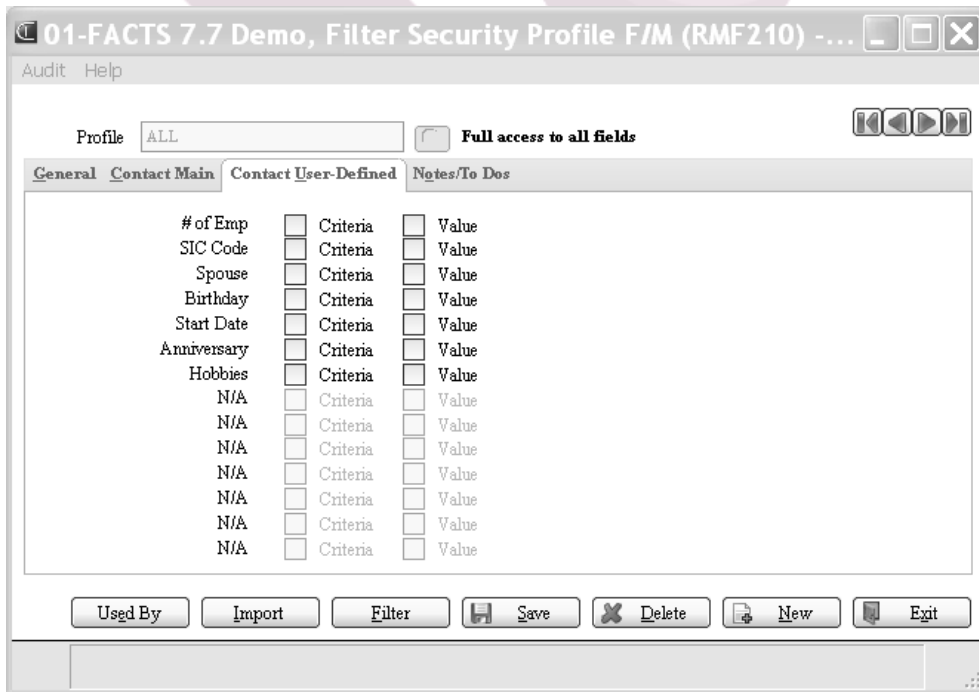 01-FACTS 7.7 Demo, Filter Security Profile F/M (RMF210) -...
Audit Help
Profile ALL Full access to all fields
General Contact Main Contact User-Defined Notes/To Dos
# of Emp Criteria Value
SIC Code Criteria Value
Spouse Criteria Value
Birthday Criteria Value
Start Date Criteria Value
Anniversary Criteria Value
Hobbies Criteria Value
N/A Criteria Value
N/A Criteria Value
N/A Criteria Value
N/A Criteria Value
N/A Criteria Value
N/A Criteria Value
N/A Criteria Value
Used By Import Filter Save Delete New Exit